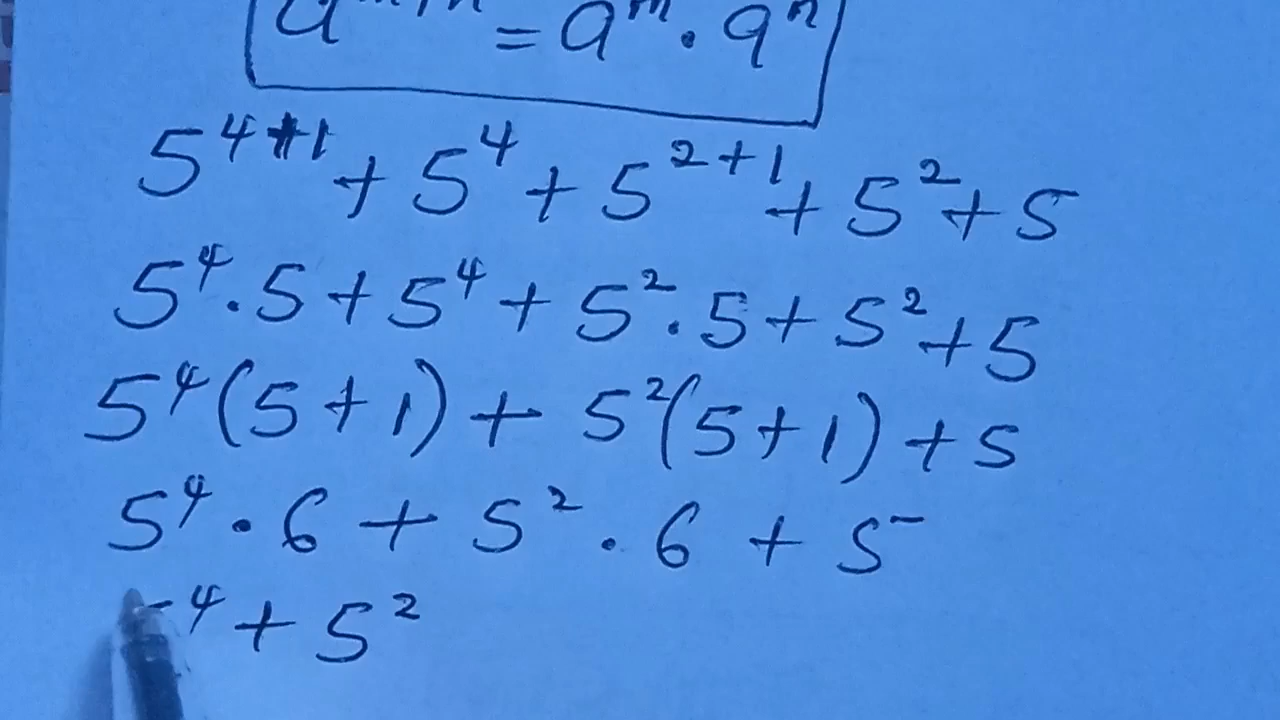 a^{m+n} = a^m · a^n
5^{4+1} + 5^4 + 5^{2+1} + 5^2 + 5
5^4 · 5 + 5^4 + 5^2 · 5 + 5^2 + 5
5^4 (5 + 1) + 5^2 (5 + 1) + 5
5^4 · 6 + 5^2 · 6 + 5
5^4 + 5^2